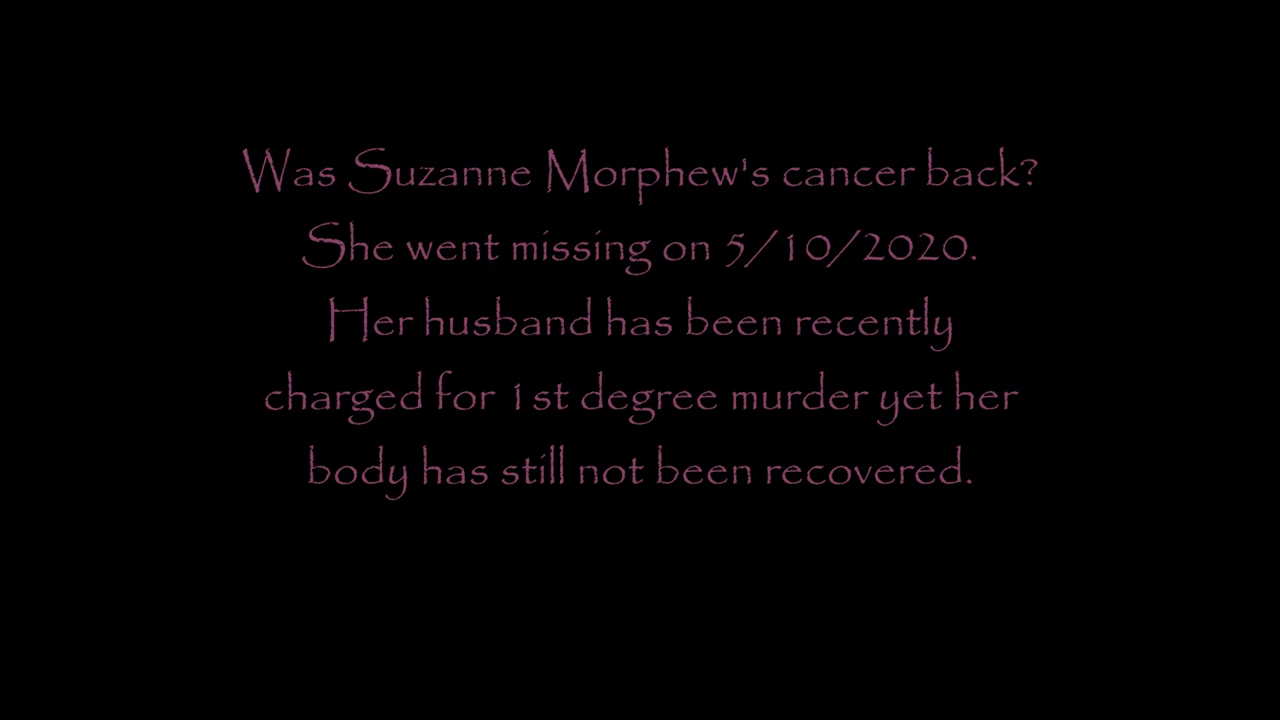 Was Suzanne Morphew's cancer back?
She went missing on 5/10/2020.
Her husband has been recently
charged for 1st degree murder yet her
body has still not been recovered.